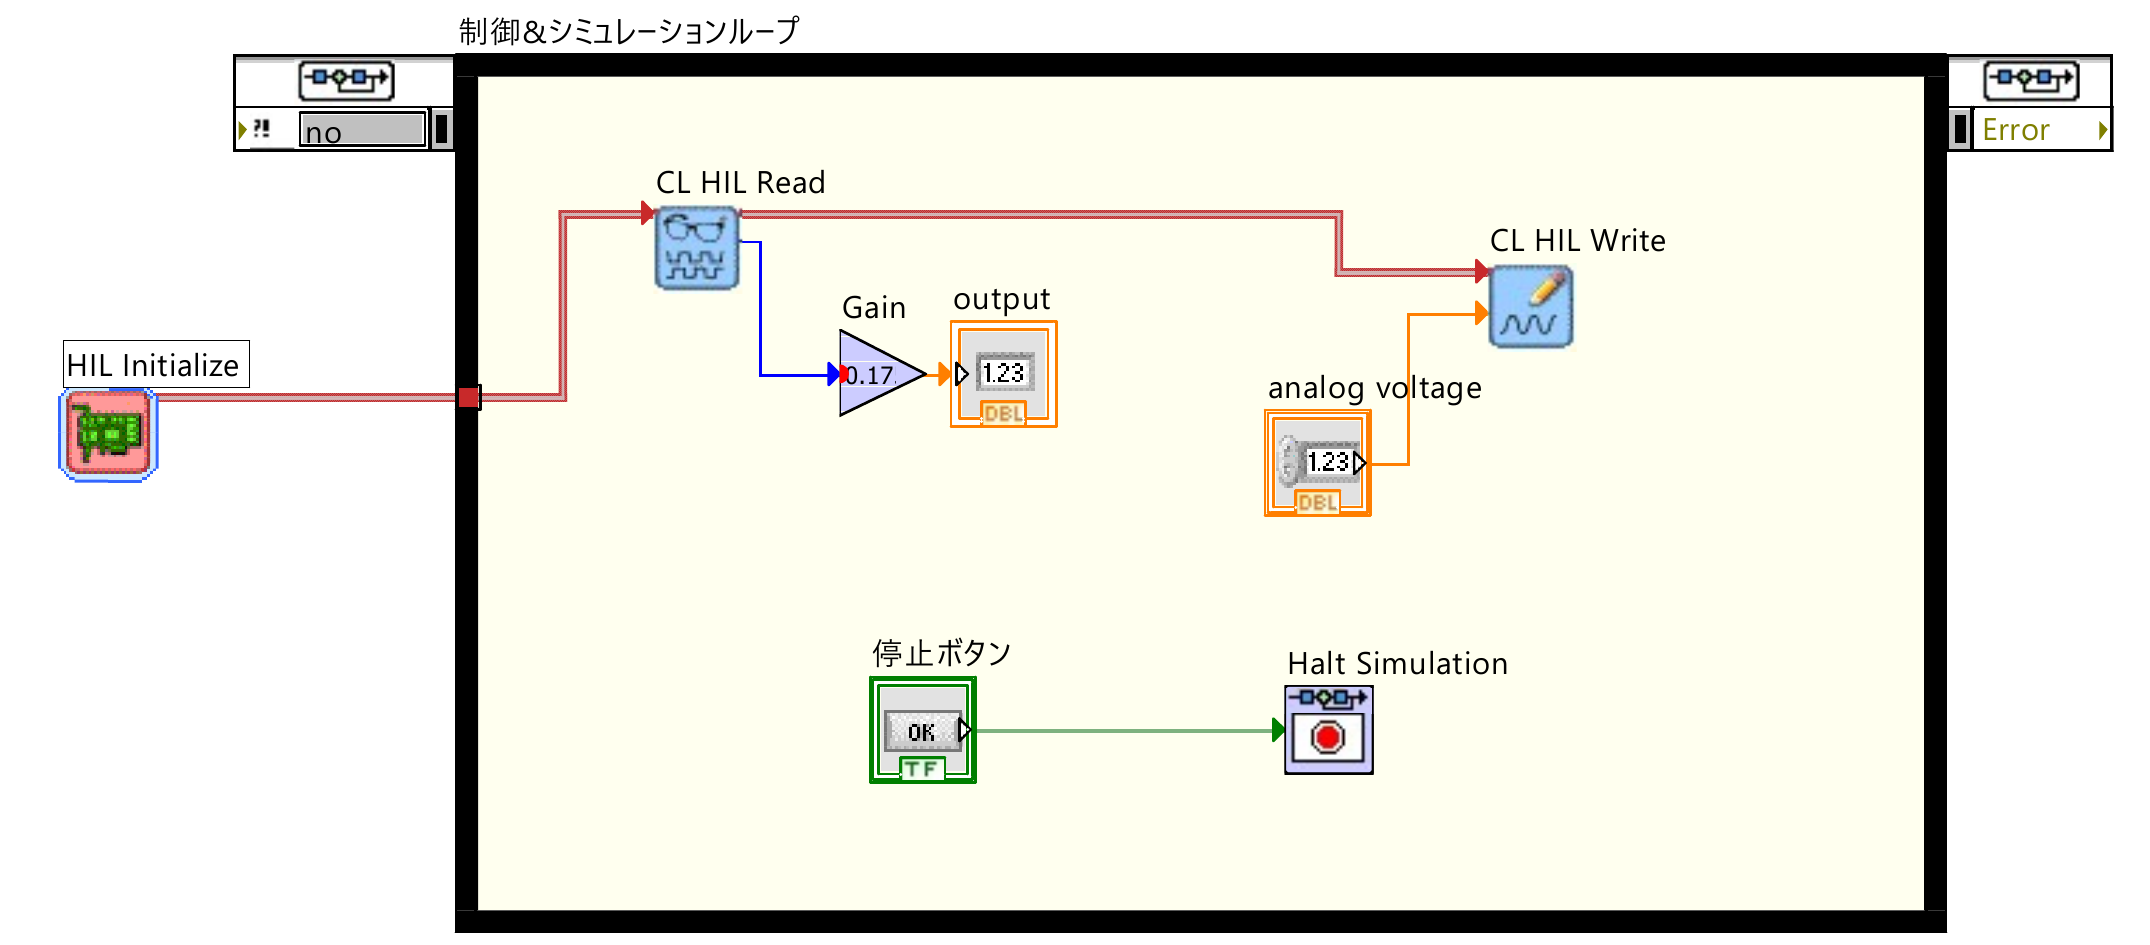 制御&シミュレーションループ
?! no
Error
CL HIL Read
CL HIL Write
Gain
output
0.17
1.23
DBL
HIL Initialize
analog voltage
1.23
DBL
停止ボタン
Halt Simulation
OK
TF